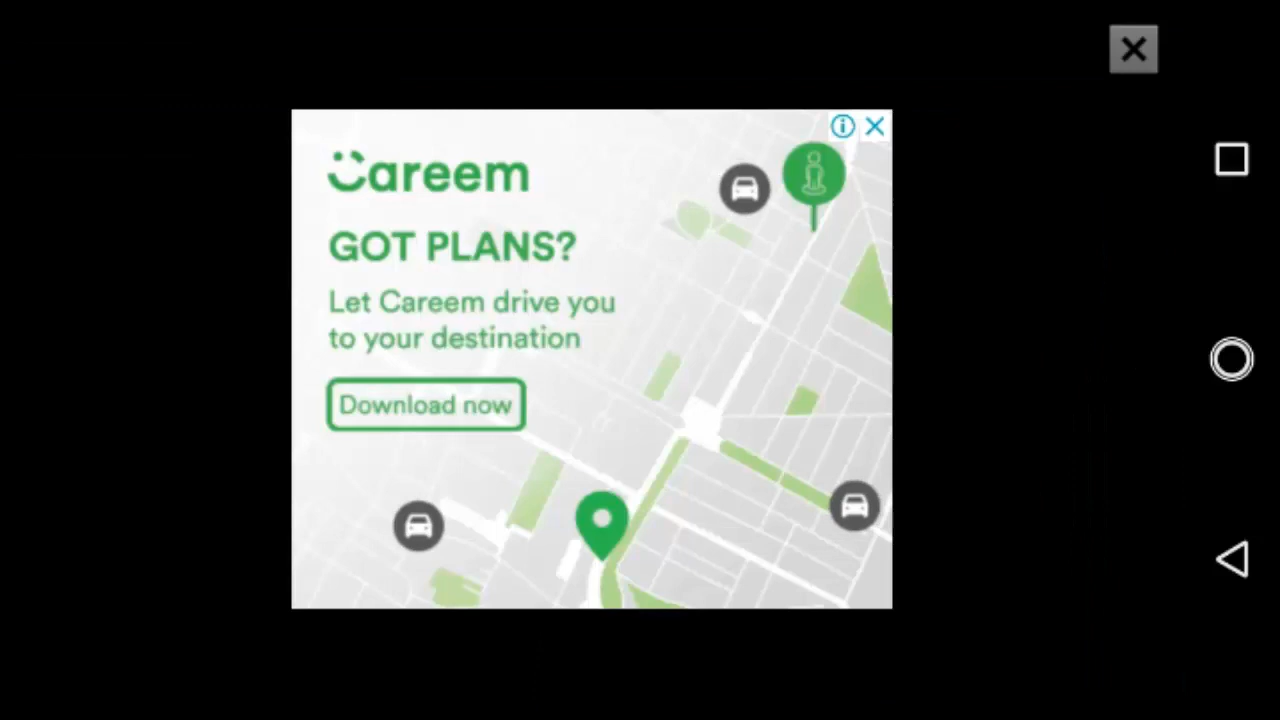 Careem
GOT PLANS?
Let Careem drive you
to your destination
Download now